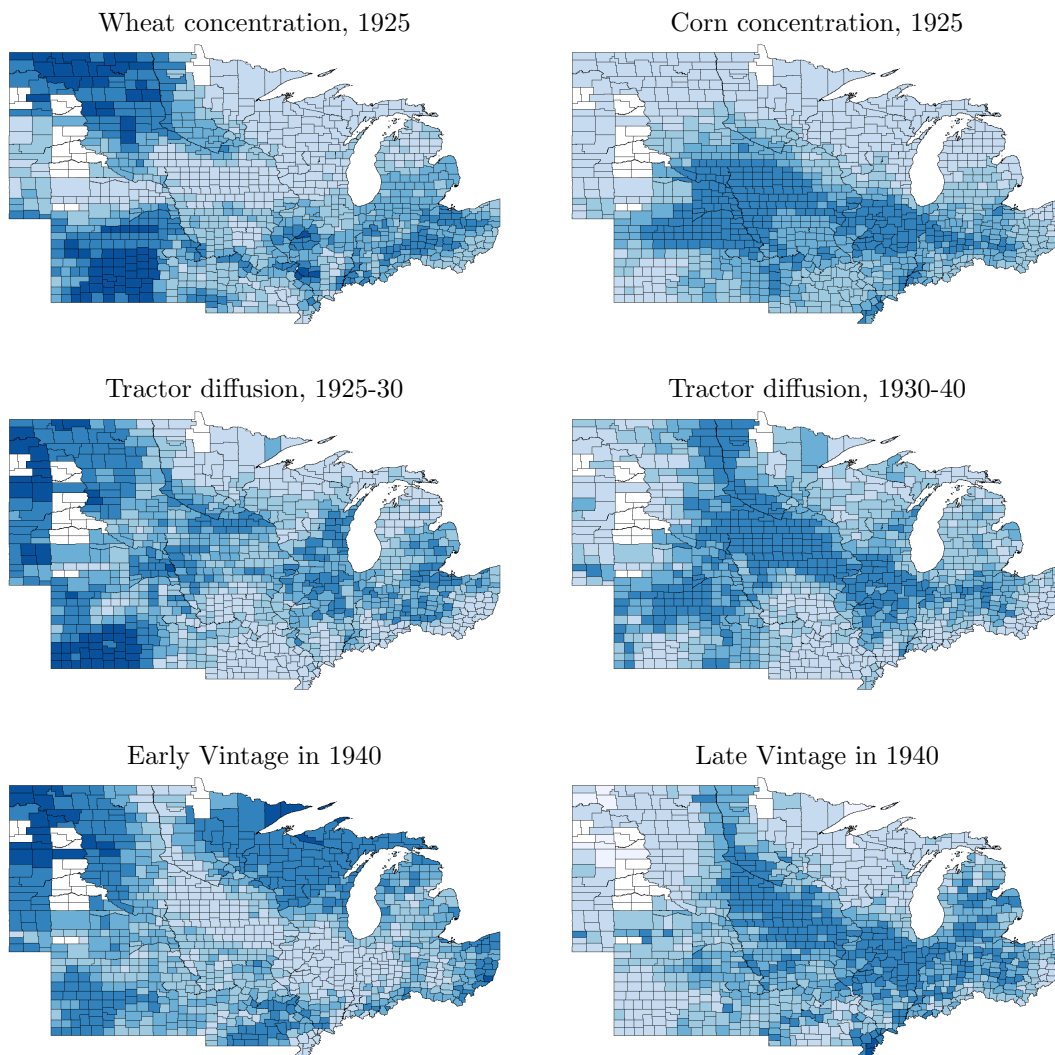 Wheat concentration, 1925
Corn concentration, 1925
Tractor diffusion, 1925-30
Tractor diffusion, 1930-40
Early Vintage in 1940
Late Vintage in 1940